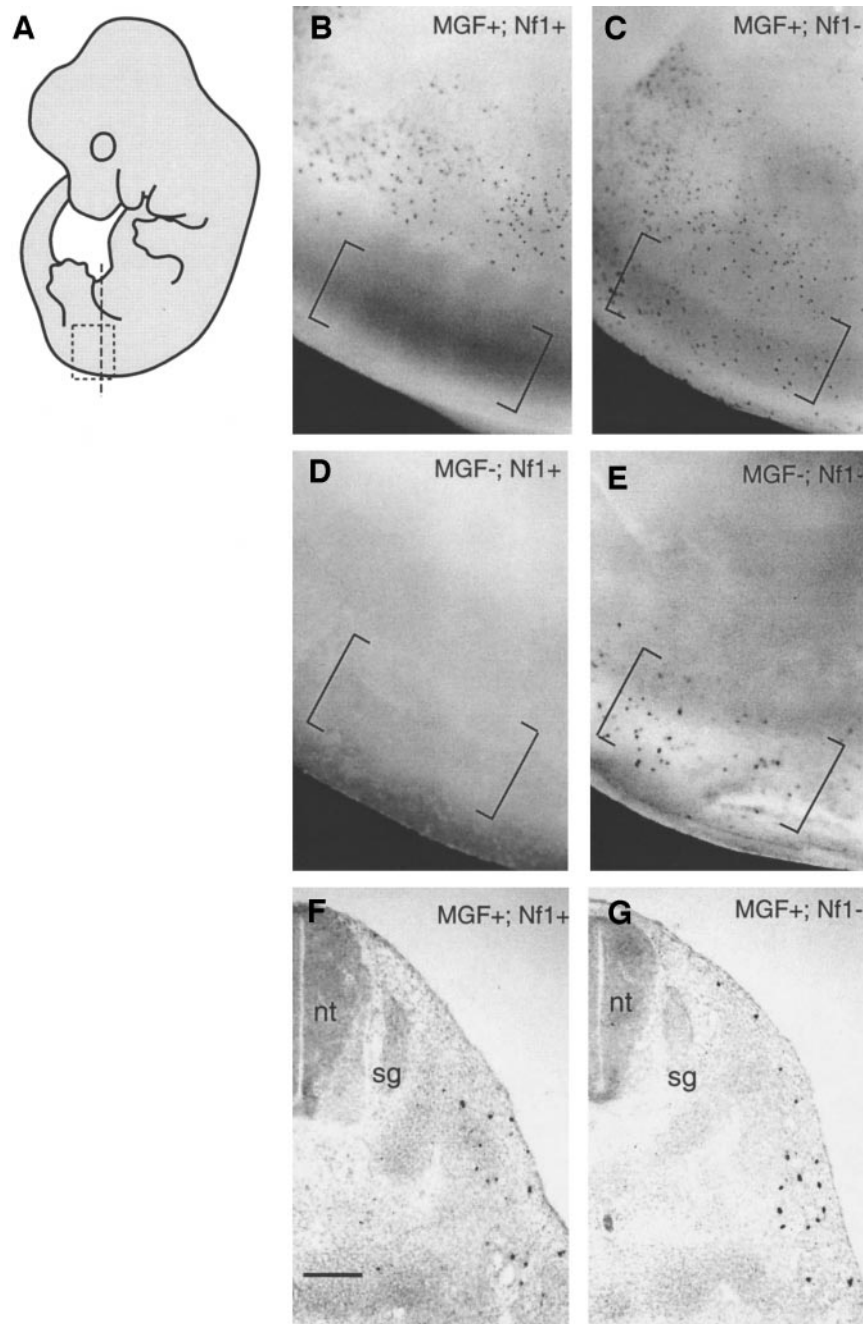 A
B
MGF+; Nf1+
C
MGF+; Nf1-
D
MGF-; Nf1+
E
MGF-; Nf1-
F
MGF+; Nf1+
nt
sg
G
MGF+; Nf1-
nt
sg